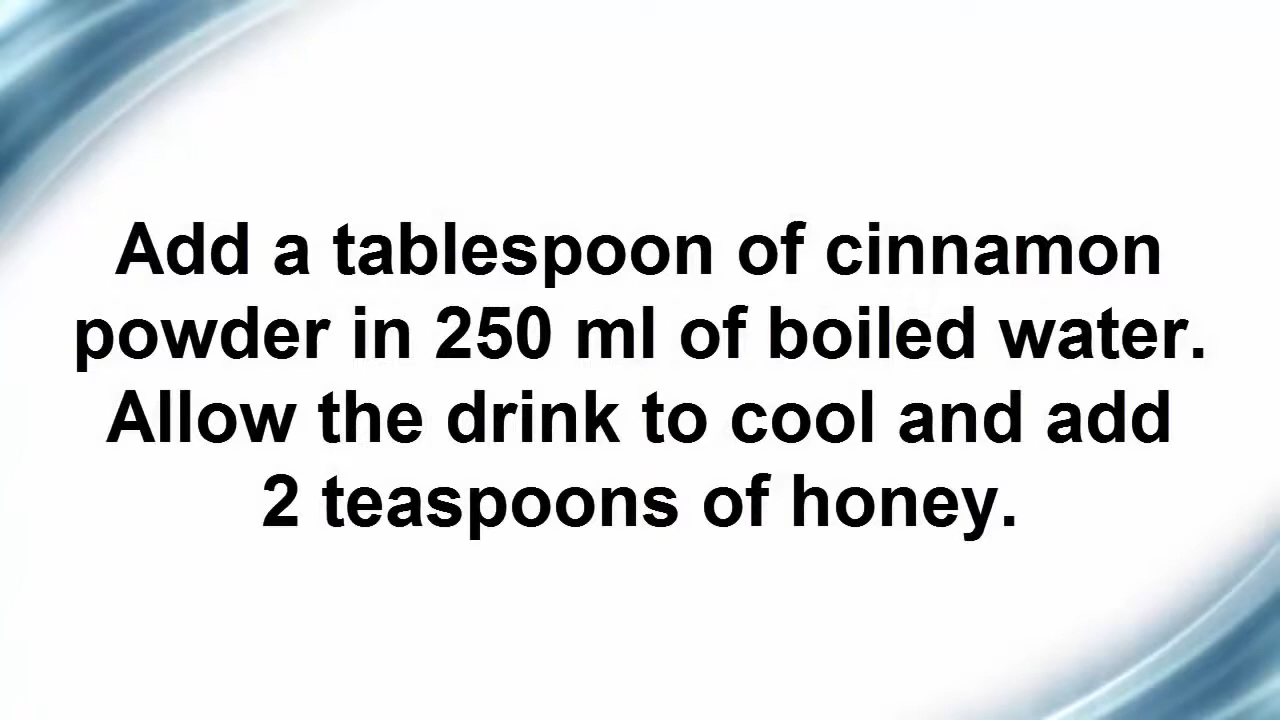 Add a tablespoon of cinnamon
powder in 250 ml of boiled water.
Allow the drink to cool and add
2 teaspoons of honey.